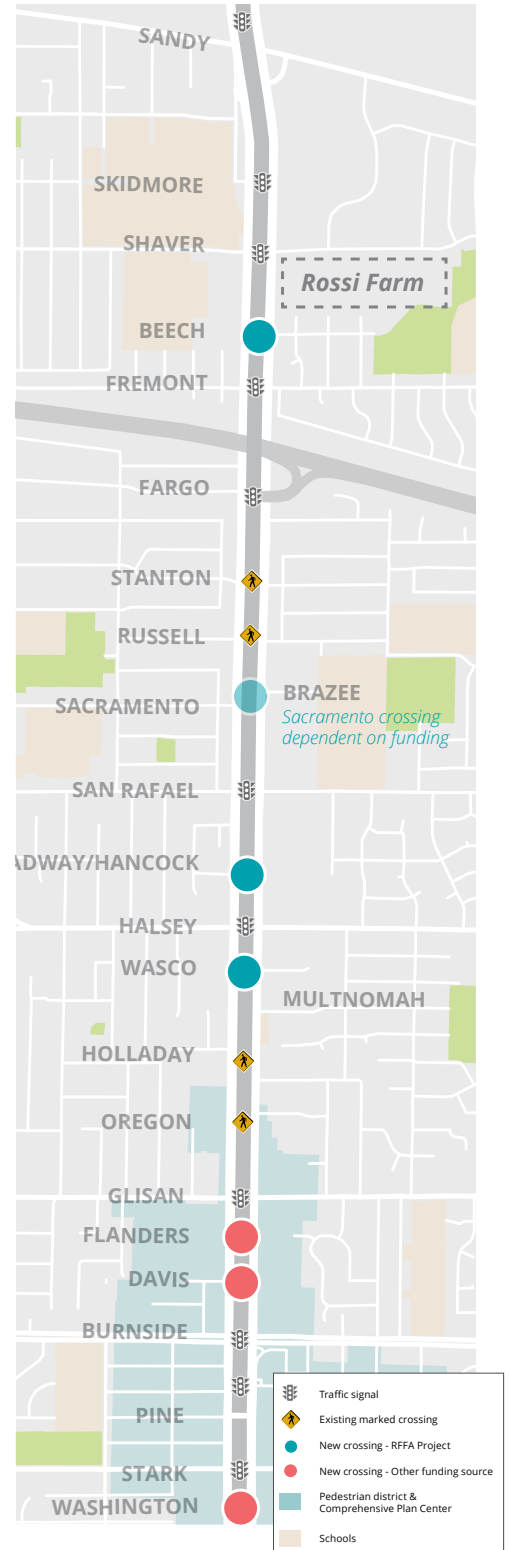 SANDY
SKIDMORE
SHAVER
Rossi Farm
BEECH
FREMONT
FARGO
STANTON
RUSSELL
BRAZEE
SACRAMENTO
Sacramento crossing
dependent on funding
SAN RAFAEL
ADWAY/HANCOCK
HALSEY
WASCO
MULTNOMAH
HOLLADAY
OREGON
GLISAN
FLANDERS
DAVIS
BURNSIDE
PINE
STARK
WASHINGTON
Traffic signal
Existing marked crossing
New crossing - RFFA Project
New crossing - Other funding source
Pedestrian district &
Comprehensive Plan Center
Schools